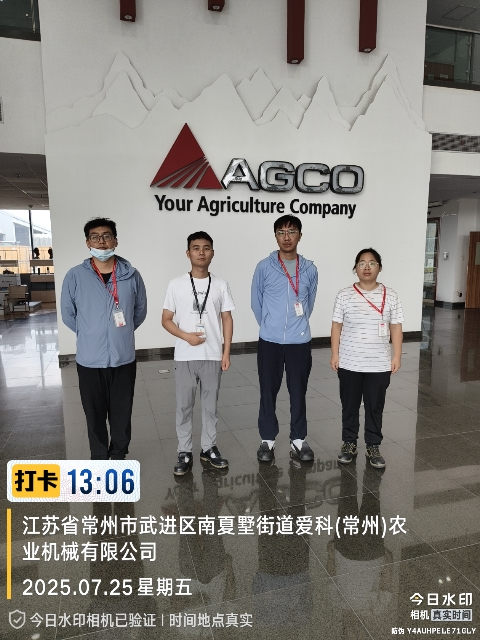 AGCO
Your Agriculture Company
打卡 13:06
江苏省常州市武进区南夏墅街道爱科(常州)农
业机械有限公司
2025.07.25 星期五
今日水印相机已验证 | 时间地点真实
今日水印
相机 真实时间
防伪 Y4AUHPELE71GLY